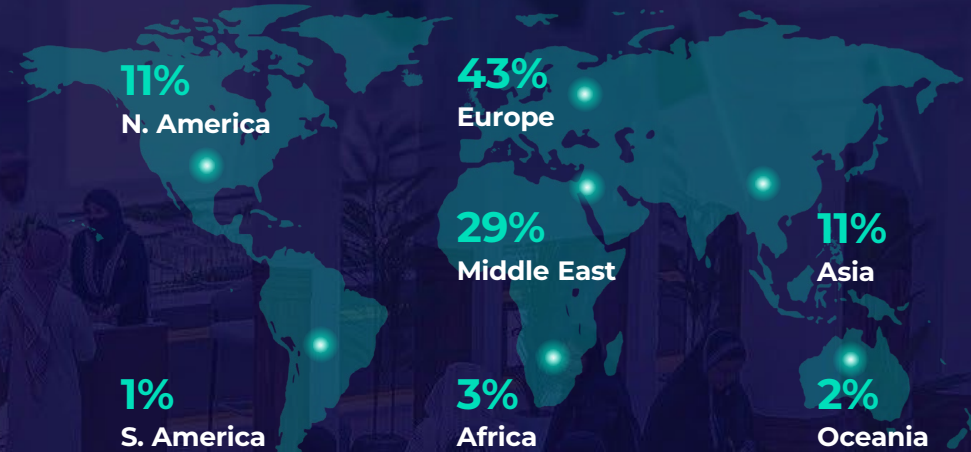 11%
N. America
43%
Europe
29%
Middle East
11%
Asia
1%
S. America
3%
Africa
2%
Oceania